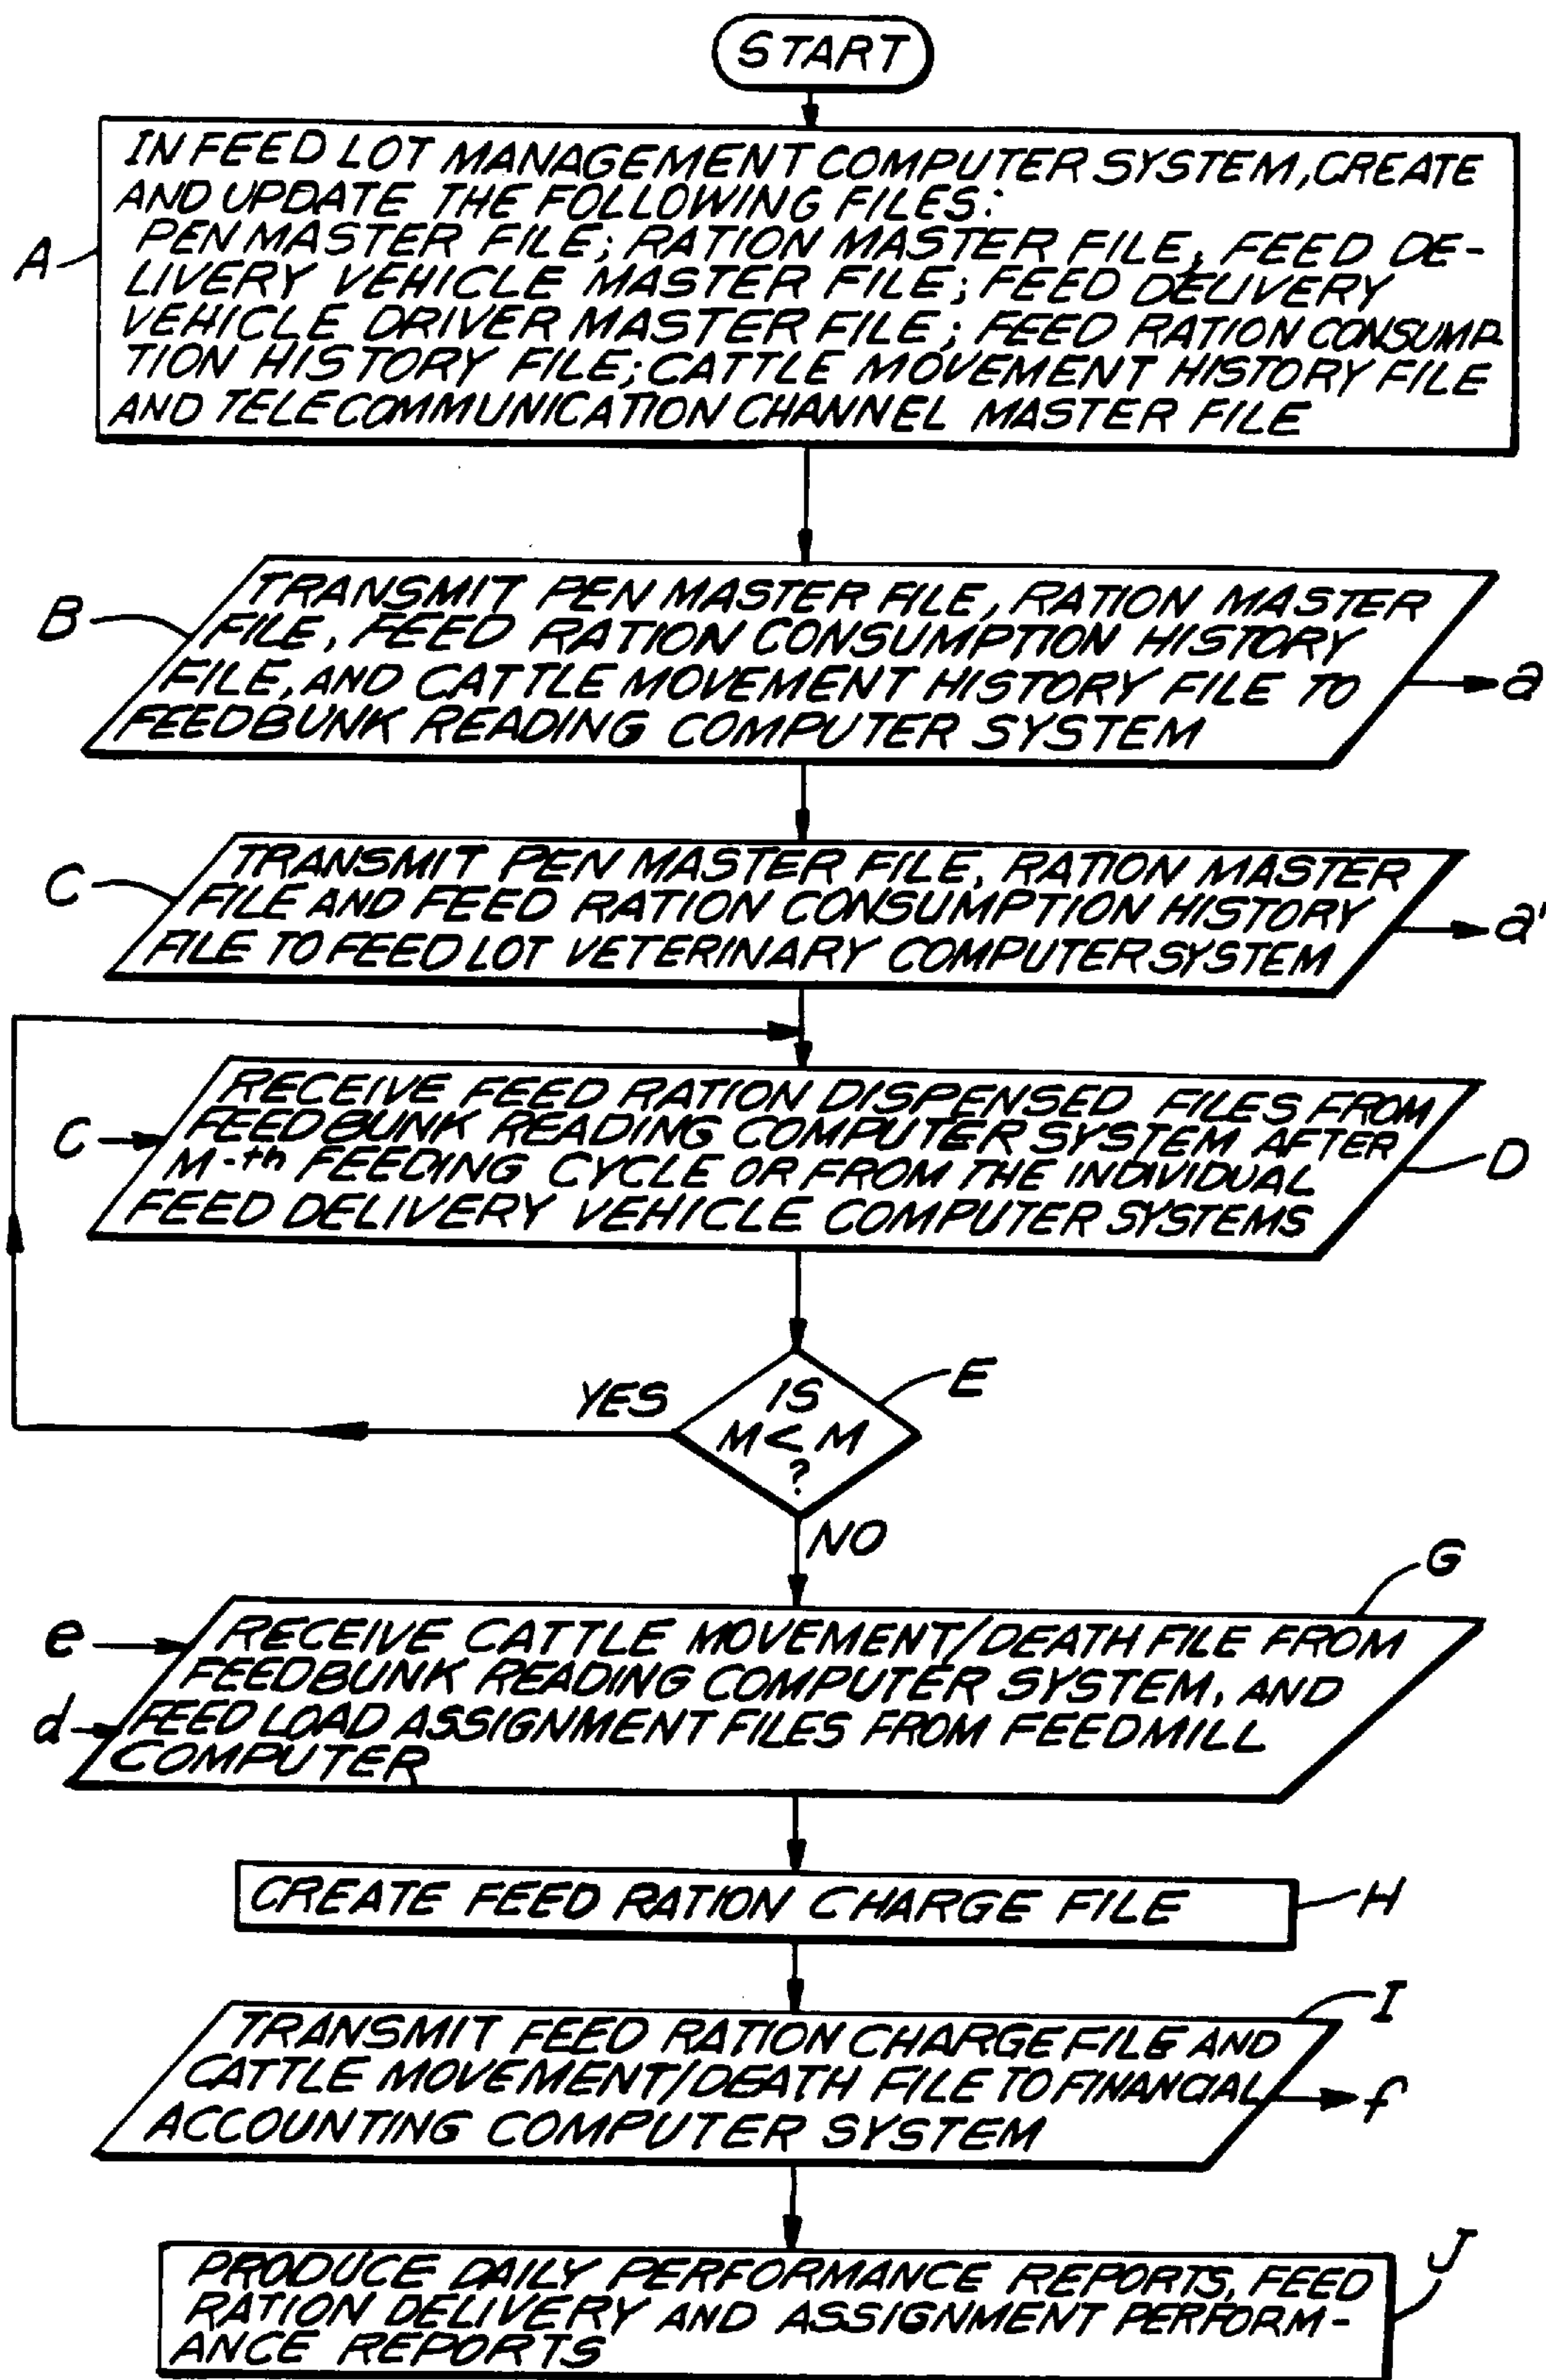 START
IN FEED LOT MANAGEMENT COMPUTER SYSTEM, CREATE
AND UPDATE THE FOLLOWING FILES:
PEN MASTER FILE; RATION MASTER FILE, FEED DE-
LIVERY VEHICLE MASTER FILE; FEED DELIVERY
VEHICLE DRIVER MASTER FILE; FEED RATION CONSUMP-
TION HISTORY FILE; CATTLE MOVEMENT HISTORY FILE
AND TELECOMMUNICATION CHANNEL MASTER FILE
A
TRANSMIT PEN MASTER FILE, RATION MASTER
FILE, FEED RATION CONSUMPTION HISTORY
FILE, AND CATTLE MOVEMENT HISTORY FILE TO
FEEDBUNK READING COMPUTER SYSTEM
B
a
TRANSMIT PEN MASTER FILE, RATION MASTER
FILE AND FEED RATION CONSUMPTION HISTORY
FILE TO FEED LOT VETERINARY COMPUTER SYSTEM
C
a'
RECEIVE FEED RATION DISPENSED FILES FROM
FEEDBUNK READING COMPUTER SYSTEM AFTER
M-th FEEDING CYCLE OR FROM THE INDIVIDUAL
FEED DELIVERY VEHICLE COMPUTER SYSTEMS
C
D
IS
M < M
?
E
YES
NO
G
RECEIVE CATTLE MOVEMENT/DEATH FILE FROM
FEEDBUNK READING COMPUTER SYSTEM, AND
FEED LOAD ASSIGNMENT FILES FROM FEEDMILL
COMPUTER
e
d
CREATE FEED RATION CHARGE FILE
H
I
TRANSMIT FEED RATION CHARGE FILE AND
CATTLE MOVEMENT/DEATH FILE TO FINANCIAL
ACCOUNTING COMPUTER SYSTEM
f
J
PRODUCE DAILY PERFORMANCE REPORTS, FEED
RATION DELIVERY AND ASSIGNMENT PERFORM-
ANCE REPORTS